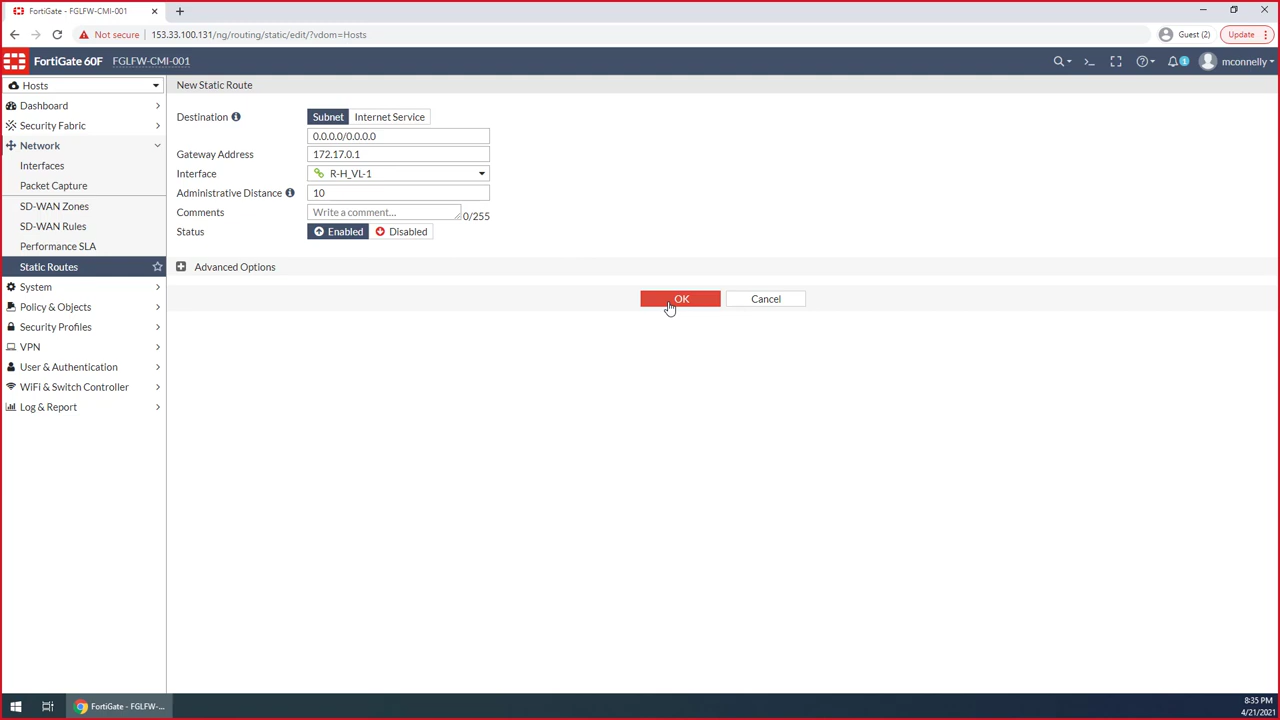 FortiGate - FGLFW-CMI-001
Not secure 153.33.100.131/ng/routing/static/edit/?vdom=Hosts Guest (2) Update
FortiGate 60F FGLFW-CMI-001 1 mconnelly
Hosts
Dashboard
Security Fabric
Network
Interfaces
Packet Capture
SD-WAN Zones
SD-WAN Rules
Performance SLA
Static Routes
System
Policy & Objects
Security Profiles
VPN
User & Authentication
WiFi & Switch Controller
Log & Report
New Static Route
Destination Subnet Internet Service
0.0.0.0/0.0.0.0
Gateway Address 172.17.0.1
Interface R-H_VL-1
Administrative Distance 10
Comments Write a comment... 0/255
Status Enabled Disabled
Advanced Options
OK Cancel
FortiGate - FGLFW-...
8:35 PM
4/21/2021